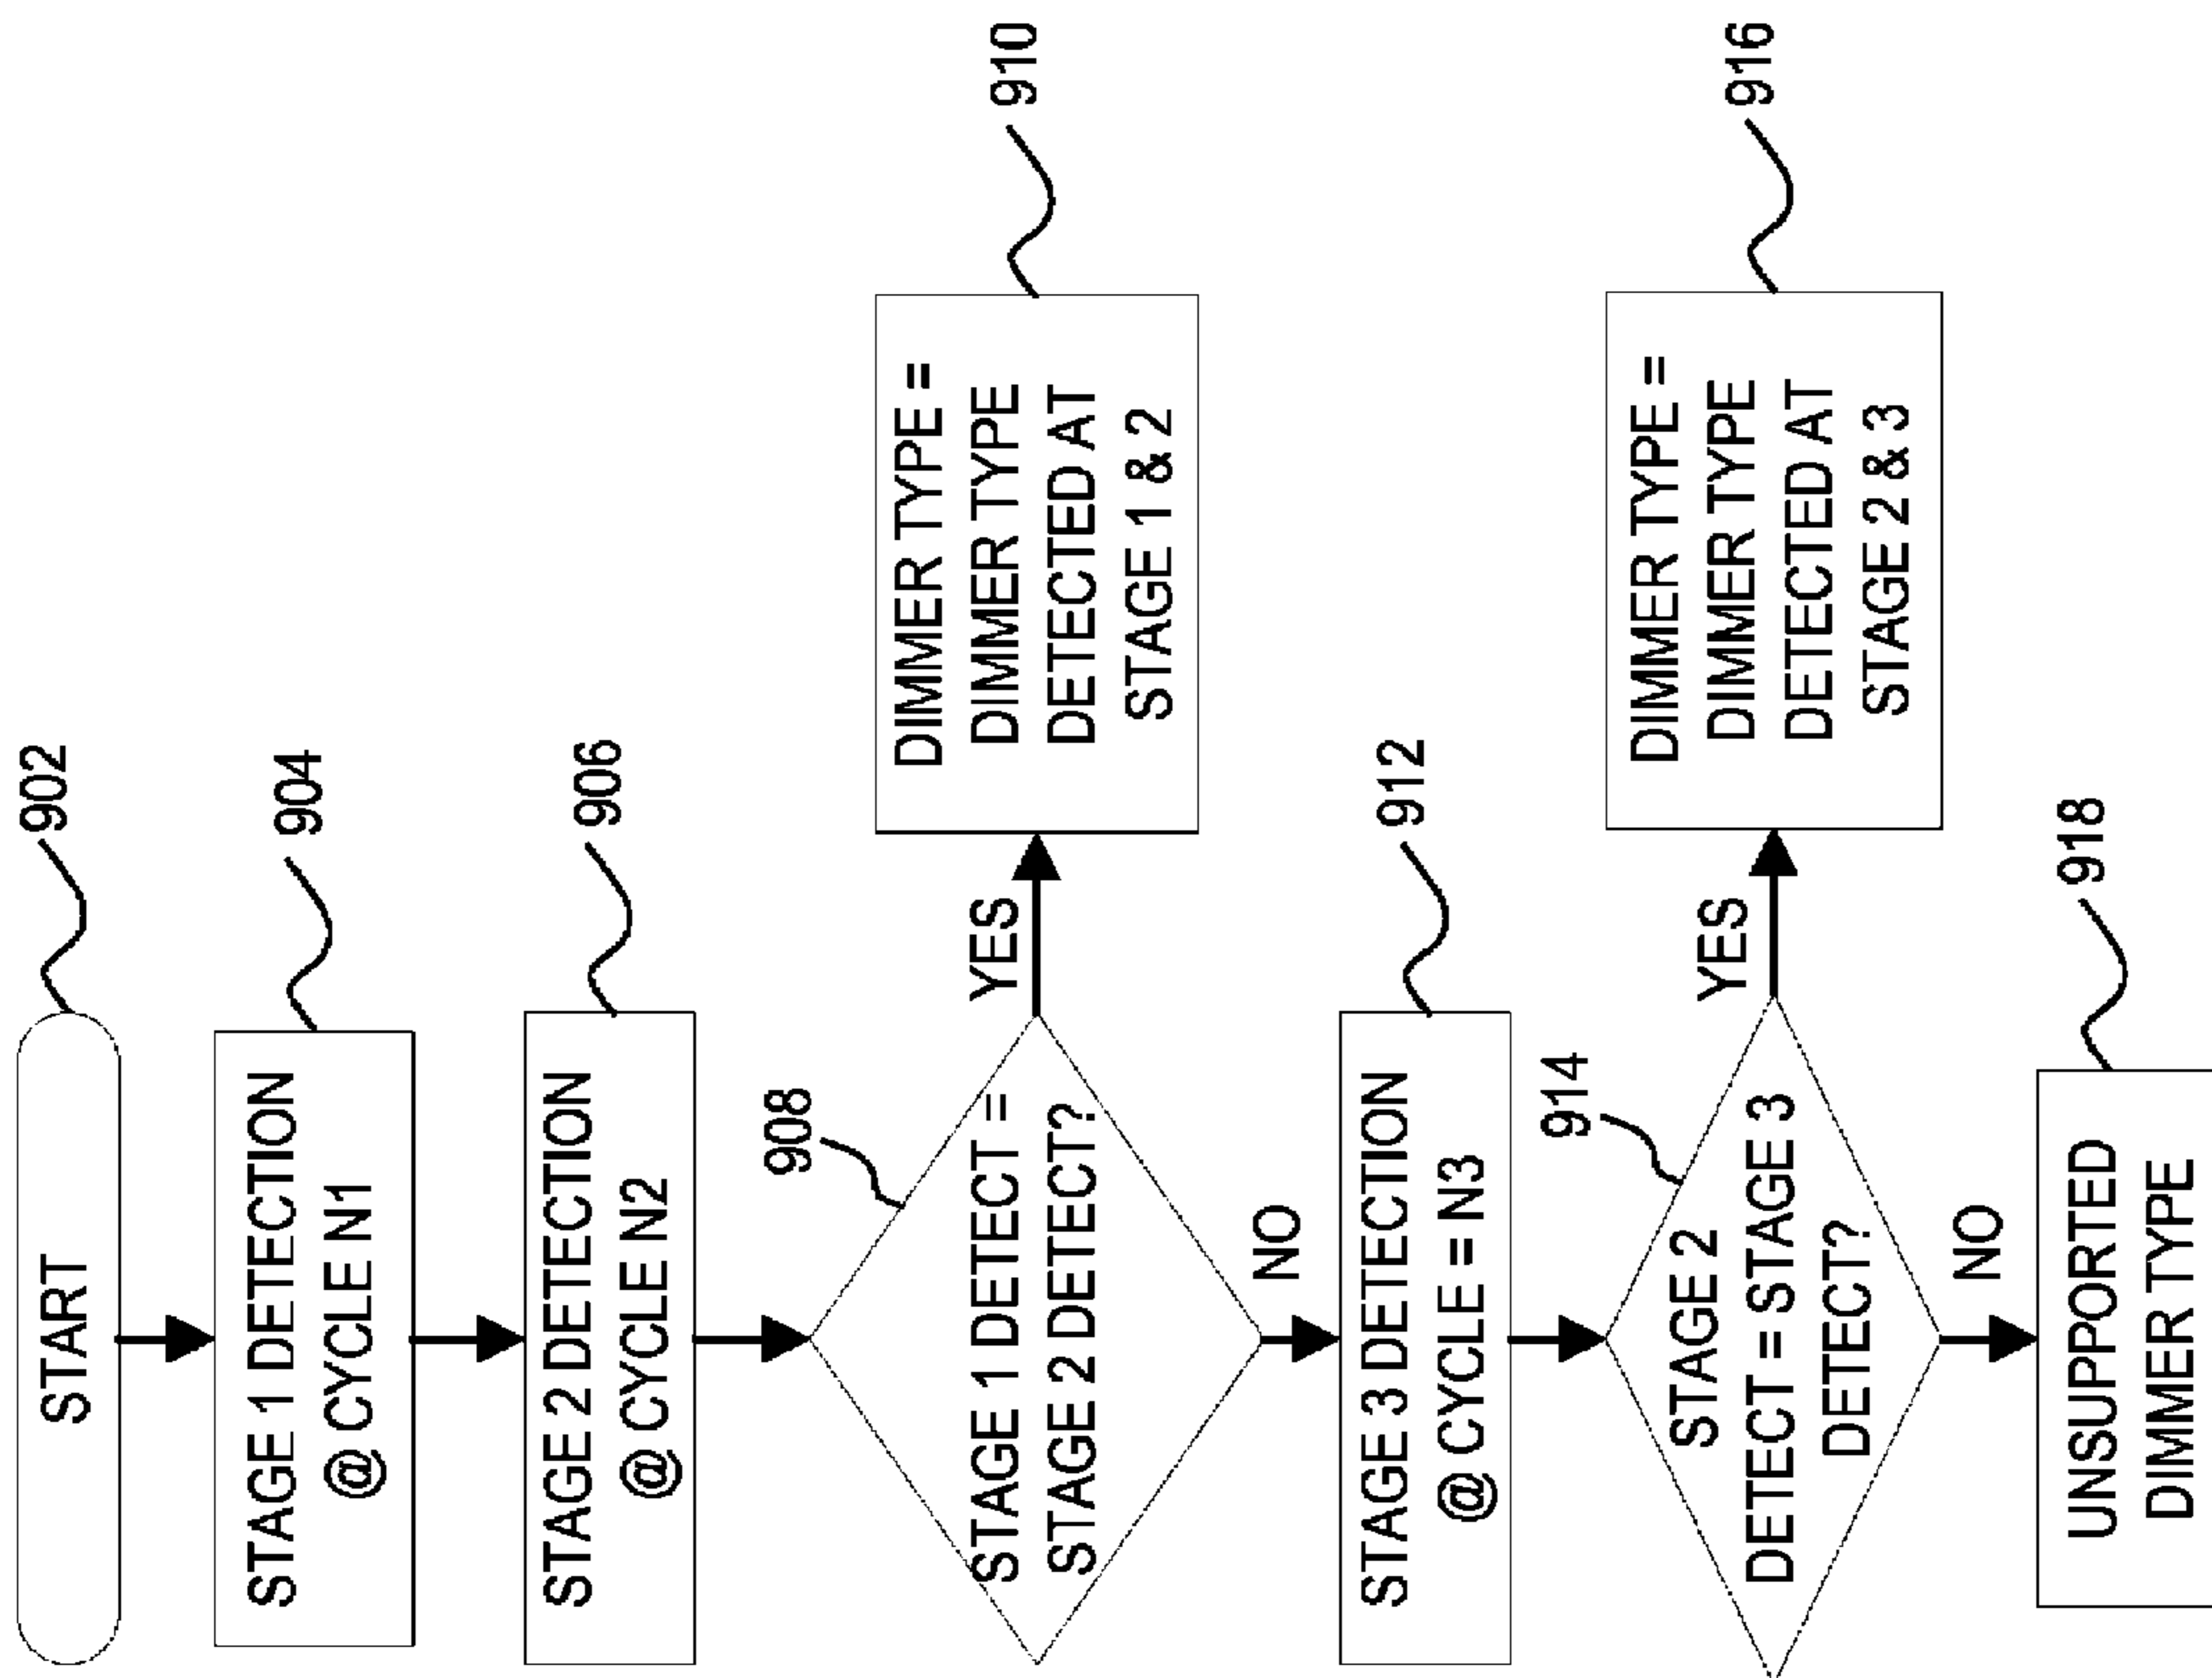 START
902
STAGE 1 DETECTION
@ CYCLE N1
904
STAGE 2 DETECTION
@ CYCLE N2
906
908
STAGE 1 DETECT =
STAGE 2 DETECT?
YES
DIMMER TYPE =
DIMMER TYPE
DETECTED AT
STAGE 1 & 2
910
NO
STAGE 3 DETECTION
@ CYCLE = N3
912
914
STAGE 2
DETECT = STAGE 3
DETECT?
YES
DIMMER TYPE =
DIMMER TYPE
DETECTED AT
STAGE 2 & 3
916
NO
UNSUPPORTED
DIMMER TYPE
918